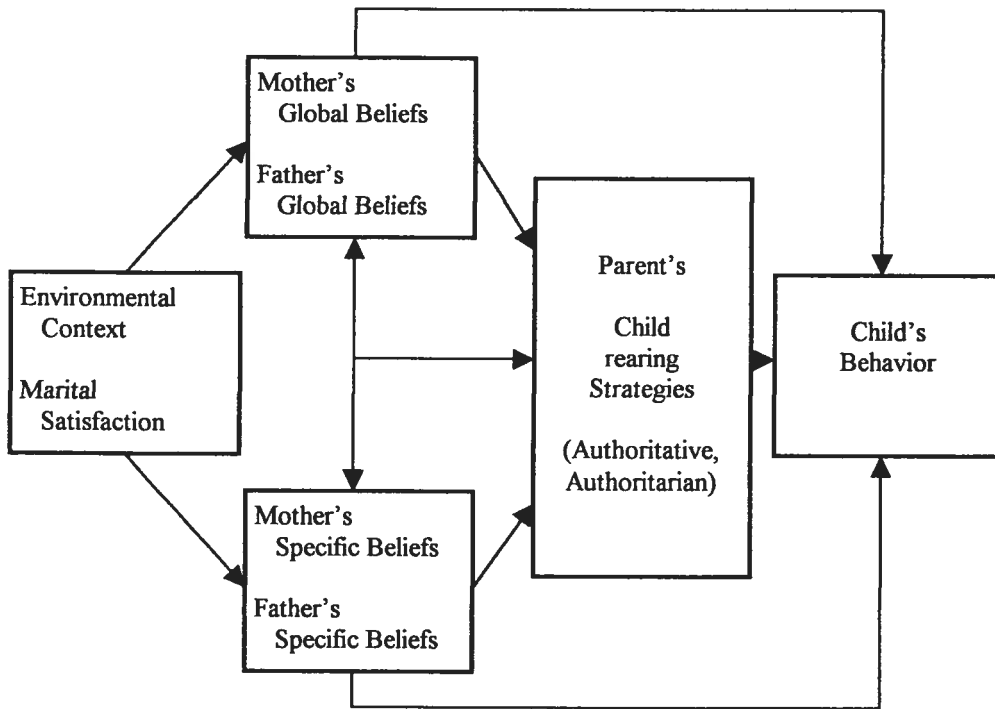 Mother's
Global Beliefs
Father's
Global Beliefs
Environmental
Context
Marital
Satisfaction
Mother's
Specific Beliefs
Father's
Specific Beliefs
Parent's
Child
rearing
Strategies
(Authoritative,
Authoritarian)
Child's
Behavior